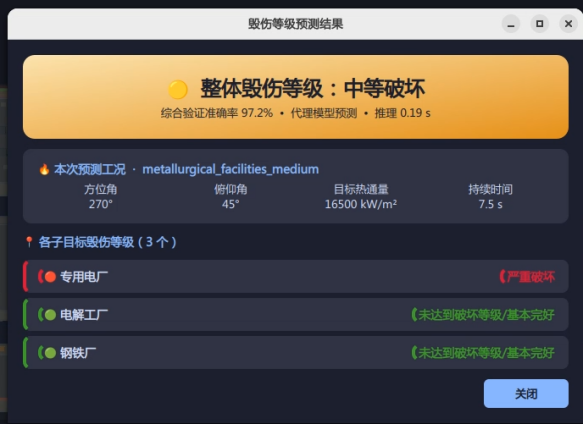 毁伤等级预测结果
整体毁伤等级：中等破坏
综合验证准确率 97.2% • 代理模型预测 • 推理 0.19 s
本次预测工况 · metallurgical_facilities_medium
方位角 俯仰角 目标热通量 持续时间
270° 45° 16500 kW/m² 7.5 s
各子目标毁伤等级（3 个）
专用电厂 严重破坏
电解工厂 未达到破坏等级/基本完好
钢铁厂 未达到破坏等级/基本完好
关闭